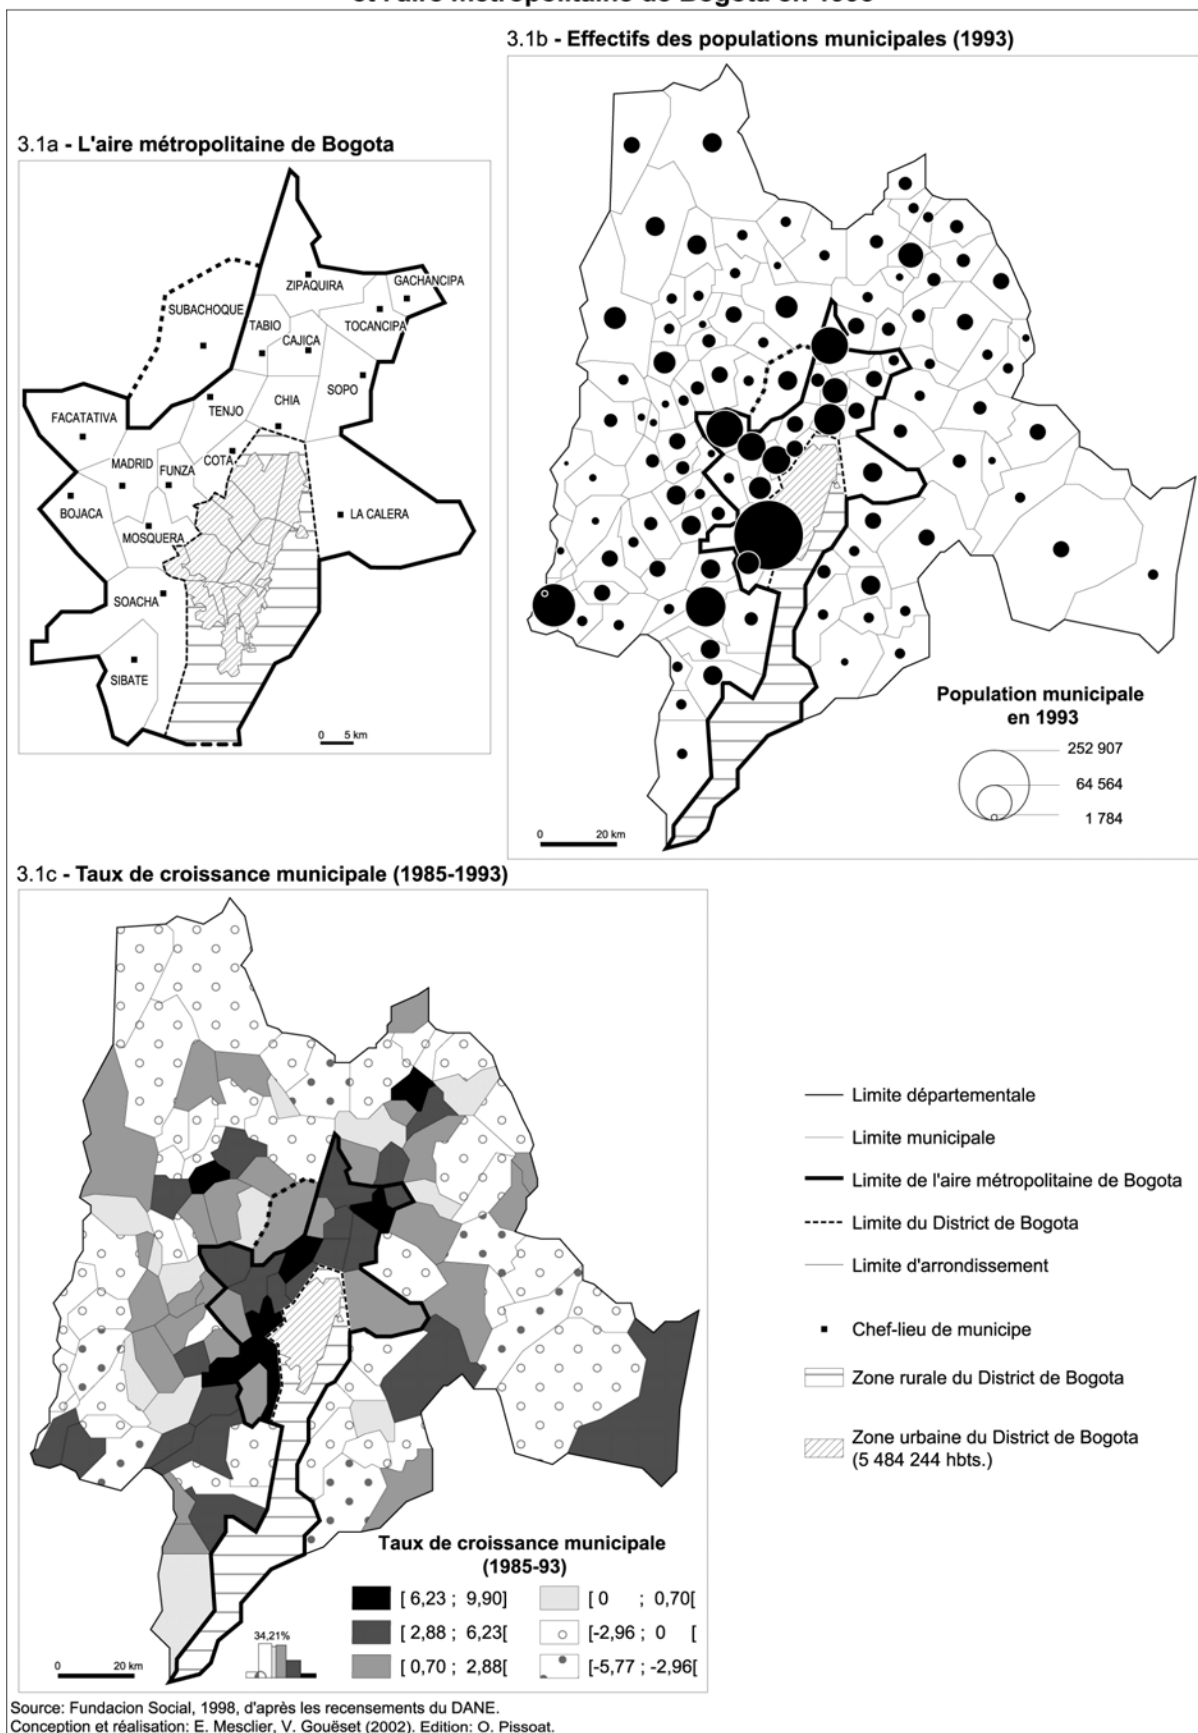 et l'aire métropolitaine de Bogota en 1993
3.1b - Effectifs des populations municipales (1993)
3.1a - L'aire métropolitaine de Bogota
ZIPAQUIRA
GACHANCIPA
SUBACHOQUE
TABIO
TOCANCIPA
CAJICA
SOPO
FACATATIVA
TENJO
CHIA
MADRID
FUNZA
COTA
BOJACA
LA CALERA
MOSQUERA
SOACHA
SIBATE
0 5 km
Population municipale
en 1993
252 907
64 564
1 784
0 20 km
3.1c - Taux de croissance municipale (1985-1993)
Limite départementale
Limite municipale
Limite de l'aire métropolitaine de Bogota
Limite du District de Bogota
Limite d'arrondissement
Chef-lieu de municipe
Zone rurale du District de Bogota
Zone urbaine du District de Bogota
(5 484 244 hbts.)
Taux de croissance municipale
(1985-93)
[ 6,23 ; 9,90]
[ 0 ; 0,70[
[ 2,88 ; 6,23[
[-2,96 ; 0 [
[ 0,70 ; 2,88[
[-5,77 ; -2,96[
34,21%
0 20 km
Source: Fundacion Social, 1998, d'après les recensements du DANE.
Conception et réalisation: E. Mesclier, V. Gouëset (2002). Edition: O. Pissoat.